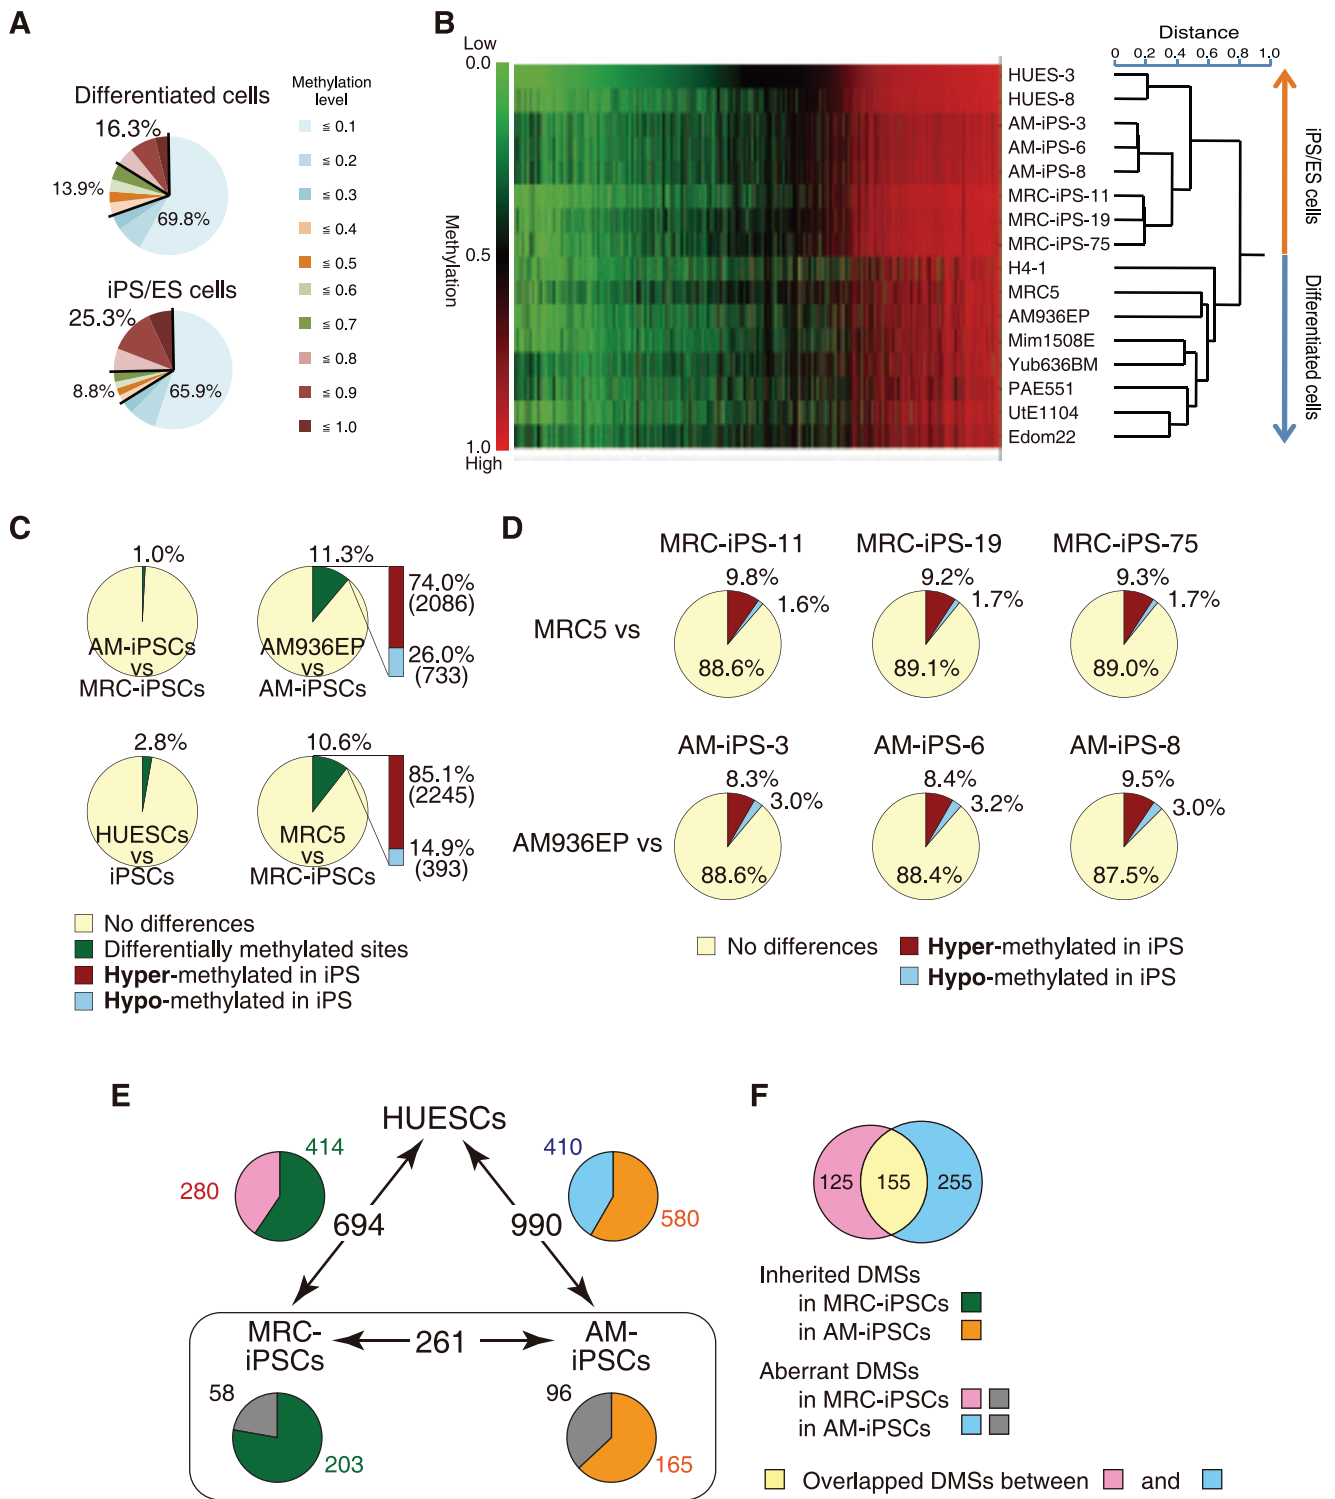 A
Differentiated cells
16.3%
13.9%
69.8%
iPS/ES cells
25.3%
8.8%
65.9%
Methylation
level
≦ 0.1
≦ 0.2
≦ 0.3
≦ 0.4
≦ 0.5
≦ 0.6
≦ 0.7
≦ 0.8
≦ 0.9
≦ 1.0
B
Low
0.0
0.5
1.0
High
Methylation
Distance
0 0.2 0.4 0.6 0.8 1.0
HUES-3
HUES-8
AM-iPS-3
AM-iPS-6
AM-iPS-8
MRC-iPS-11
MRC-iPS-19
MRC-iPS-75
H4-1
MRC5
AM936EP
Mim1508E
Yub636BM
PAE551
UtE1104
Edom22
iPS/ES cells
Differentiated cells
C
1.0%
AM-iPSCs
vs
MRC-iPSCs
11.3%
AM936EP
vs
AM-iPSCs
74.0%
(2086)
26.0%
(733)
2.8%
HUESCs
vs
iPSCs
10.6%
MRC5
vs
MRC-iPSCs
85.1%
(2245)
14.9%
(393)
No differences
Differentially methylated sites
Hyper-methylated in iPS
Hypo-methylated in iPS
D
MRC-iPS-11 MRC-iPS-19 MRC-iPS-75
MRC5 vs
9.8%
1.6%
88.6%
9.2%
1.7%
89.1%
9.3%
1.7%
89.0%
AM-iPS-3 AM-iPS-6 AM-iPS-8
AM936EP vs
8.3%
3.0%
88.6%
8.4%
3.2%
88.4%
9.5%
3.0%
87.5%
No differences
Hyper-methylated in iPS
Hypo-methylated in iPS
E
HUESCs
414
280
694
410
580
990
MRC-
iPSCs
261
AM-
iPSCs
58
203
96
165
F
125 155 255
Inherited DMSs
in MRC-iPSCs
in AM-iPSCs
Aberrant DMSs
in MRC-iPSCs
in AM-iPSCs
Overlapped DMSs between and